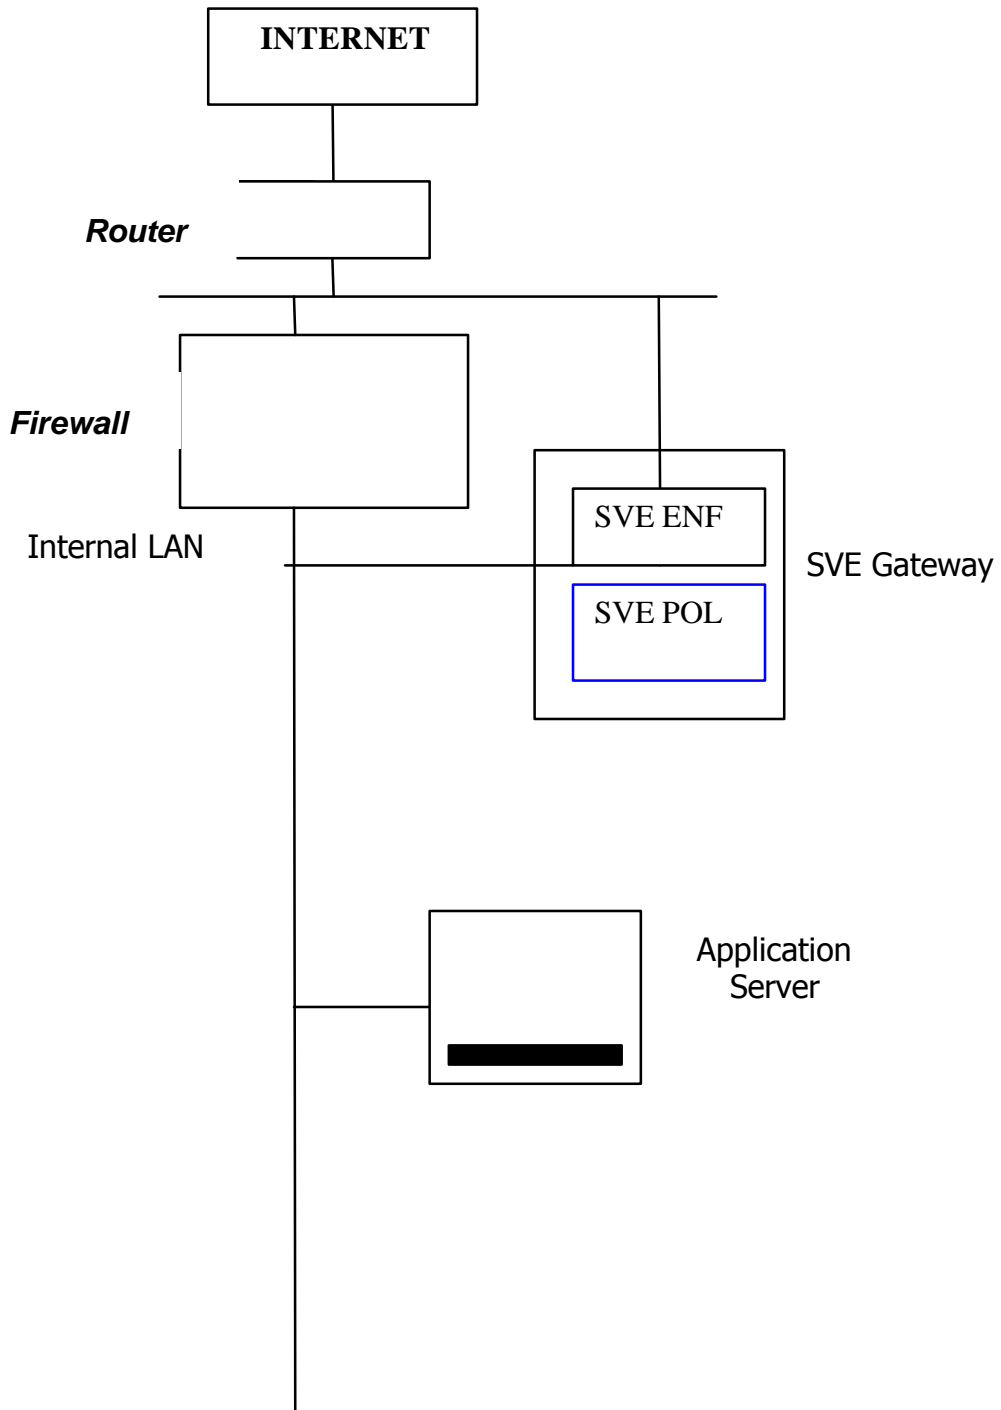 INTERNET
Router
Firewall
Internal LAN
SVE ENF
SVE Gateway
SVE POL
Application
Server